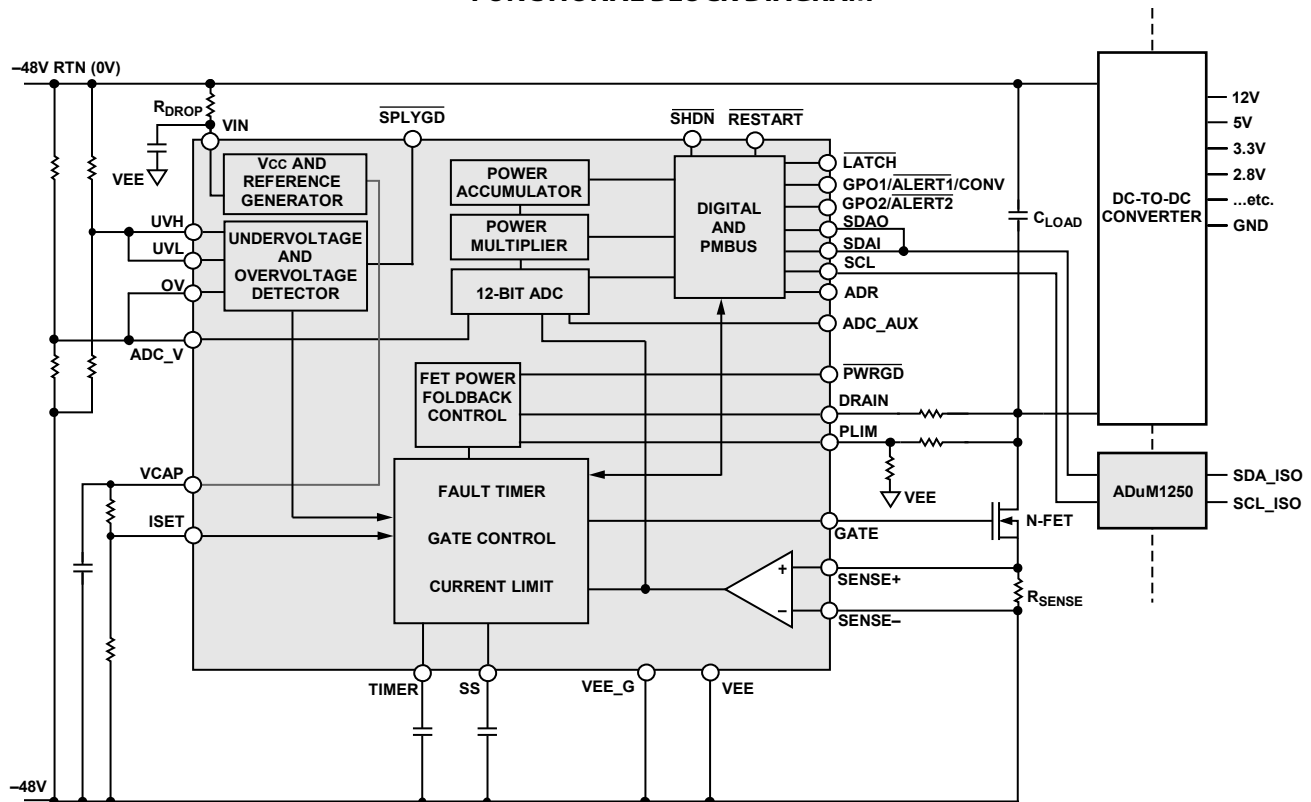 –48V RTN (0V)
RDROP
VIN
SPLYGD
SHDN
RESTART
VEE
VCC AND
REFERENCE
GENERATOR
POWER
ACCUMULATOR
POWER
MULTIPLIER
12-BIT ADC
DIGITAL
AND
PMBUS
LATCH
GPO1/ALERT1/CONV
GPO2/ALERT2
SDAO
SDAI
SCL
ADR
ADC_AUX
UVH
UVL
OV
ADC_V
UNDERVOLTAGE
AND
OVERVOLTAGE
DETECTOR
CLOAD
DC-TO-DC
CONVERTER
12V
5V
3.3V
2.8V
...etc.
GND
FET POWER
FOLDBACK
CONTROL
PWRGD
DRAIN
PLIM
VEE
VCAP
ISET
FAULT TIMER
GATE CONTROL
CURRENT LIMIT
GATE
N-FET
ADuM1250
SDA_ISO
SCL_ISO
+
–
SENSE+
SENSE–
RSENSE
TIMER
SS
VEE_G
VEE
–48V